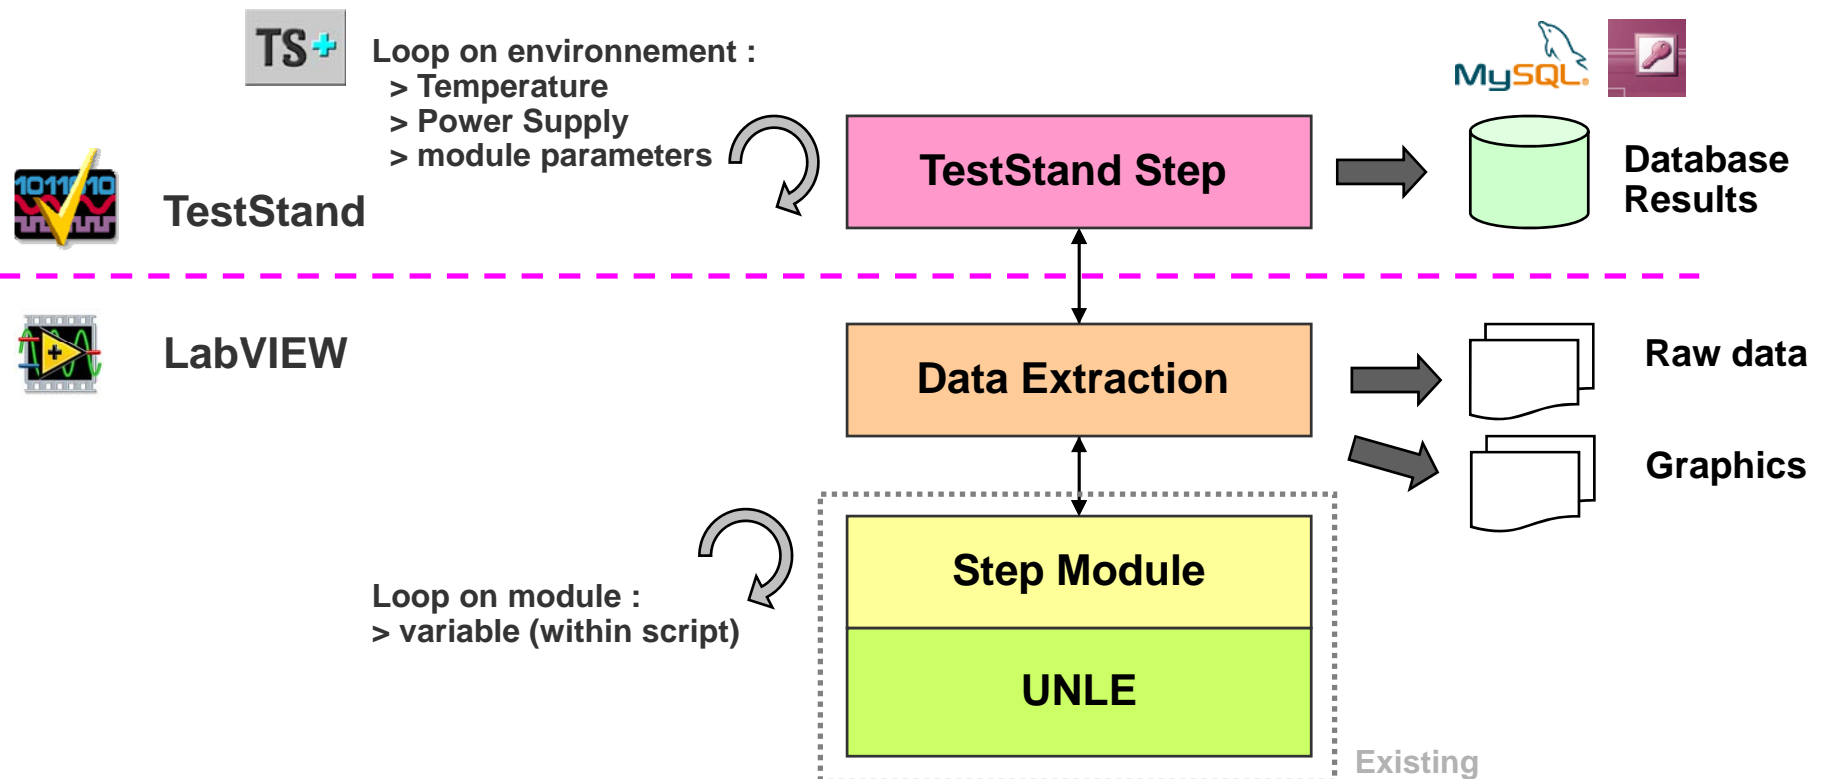 TS+
Loop on environnement :
> Temperature
> Power Supply
> module parameters
MySQL®
TestStand Step
Database
Results
1011010
TestStand
LabVIEW
Data Extraction
Raw data
Graphics
Loop on module :
> variable (within script)
Step Module
UNLE
Existing